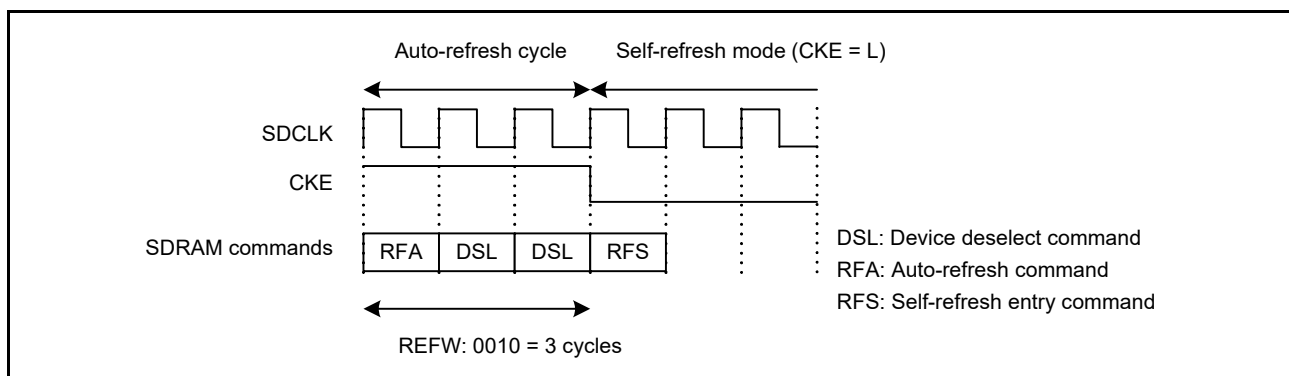 Auto-refresh cycle Self-refresh mode (CKE = L)
SDCLK
CKE
SDRAM commands RFA DSL DSL RFS
DSL: Device deselect command
RFA: Auto-refresh command
RFS: Self-refresh entry command
REFW: 0010 = 3 cycles